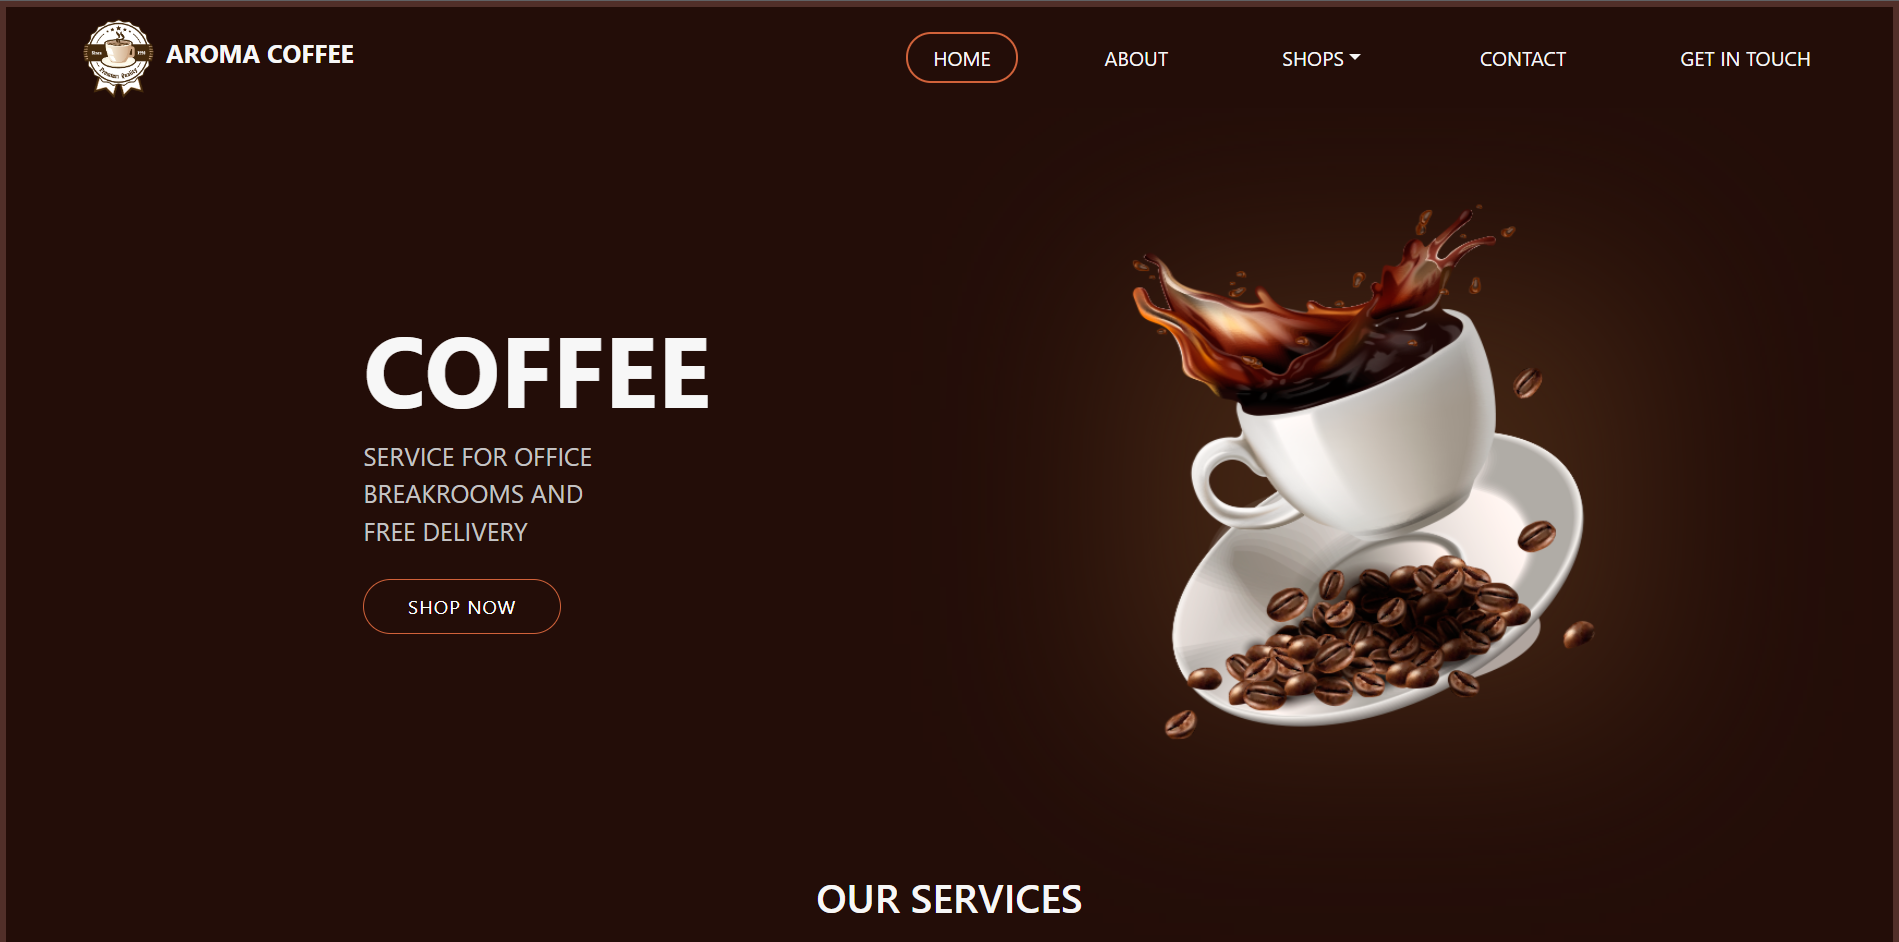 AROMA COFFEE
HOME
ABOUT
SHOPS
CONTACT
GET IN TOUCH
COFFEE
SERVICE FOR OFFICE
BREAKROOMS AND
FREE DELIVERY
SHOP NOW
OUR SERVICES